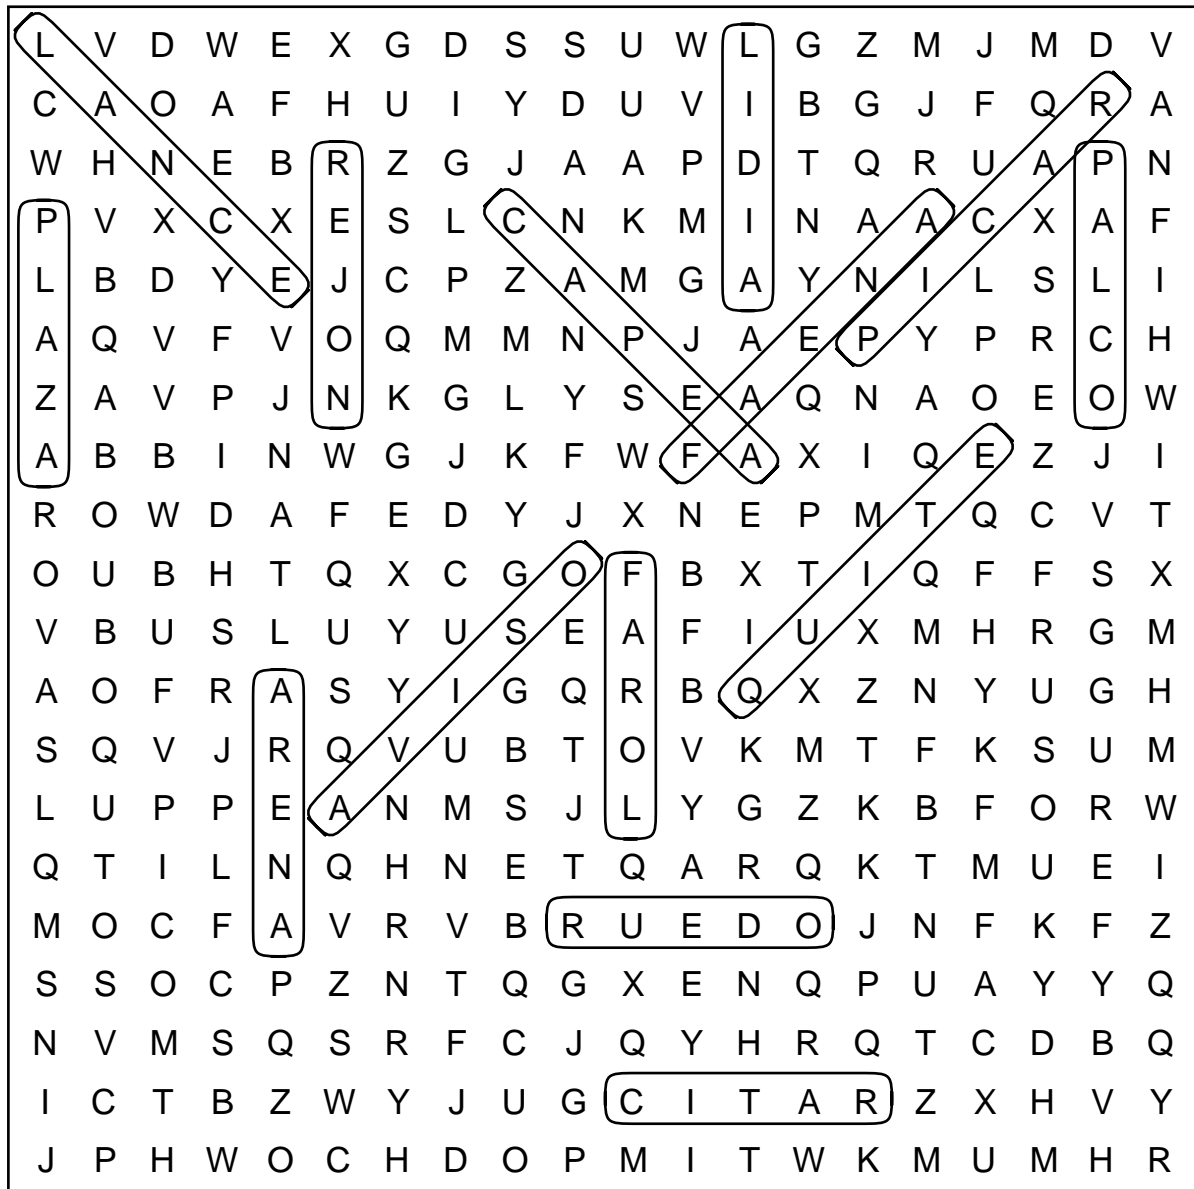 L V D W E X G D S S U W L G Z M J M D V
C A O A F H U I Y D U V I B G J F Q R A
W H N E B R Z G J A A P D T Q R U A P N
P V X C X E S L C N K M I N A A C X A F
L B D Y E J C P Z A M G A Y N I L S L I
A Q V F V O Q M M N P J A E P Y P R C H
Z A V P J N K G L Y S E A Q N A O E O W
A B B I N W G J K F W F A X I Q E Z J I
R O W D A F E D Y J X N E P M T Q C V T
O U B H T Q X C G O F B X T I Q F F S X
V B U S L U Y U S E A F I U X M H R G M
A O F R A S Y I G Q R B Q X Z N Y U G H
S Q V J R Q V U B T O V K M T F K S U M
L U P P E A N M S J L Y G Z K B F O R W
Q T I L N Q H N E T Q A R Q K T M U E I
M O C F A V R V B R U E D O J N F K F Z
S S O C P Z N T Q G X E N Q P U A Y Y Q
N V M S Q S R F C J Q Y H R Q T C D B Q
I C T B Z W Y J U G C I T A R Z X H V Y
J P H W O C H D O P M I T W K M U M H R